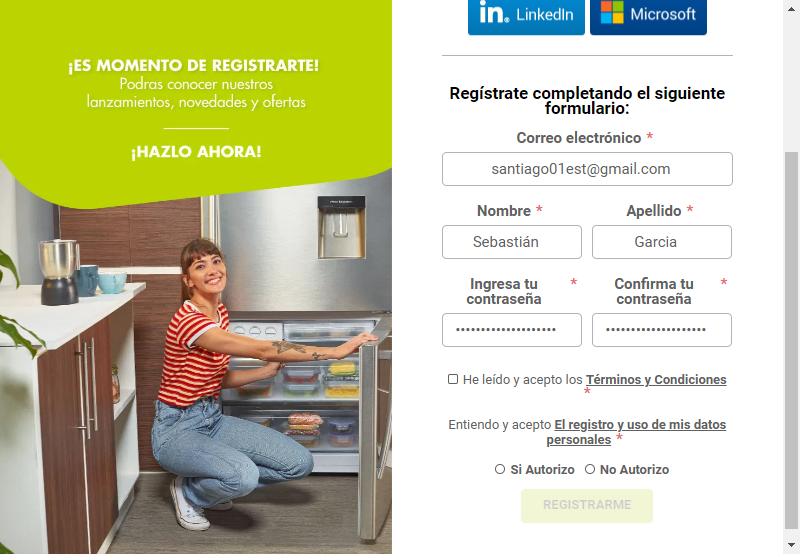 ¡ES MOMENTO DE REGISTRARTE!
Podras conocer nuestros
lanzamientos, novedades y ofertas
¡HAZLO AHORA!
in. LinkedIn
Microsoft
Regístrate completando el siguiente
formulario:
Correo electrónico *
santiago01est@gmail.com
Nombre *
Apellido *
Sebastián
Garcia
Ingresa tu
contraseña *
Confirma tu
contraseña *
••••••••••••••••••••
••••••••••••••••••••
He leído y acepto los Términos y Condiciones
*
Entiendo y acepto El registro y uso de mis datos
personales *
Si Autorizo
No Autorizo
REGISTRARME